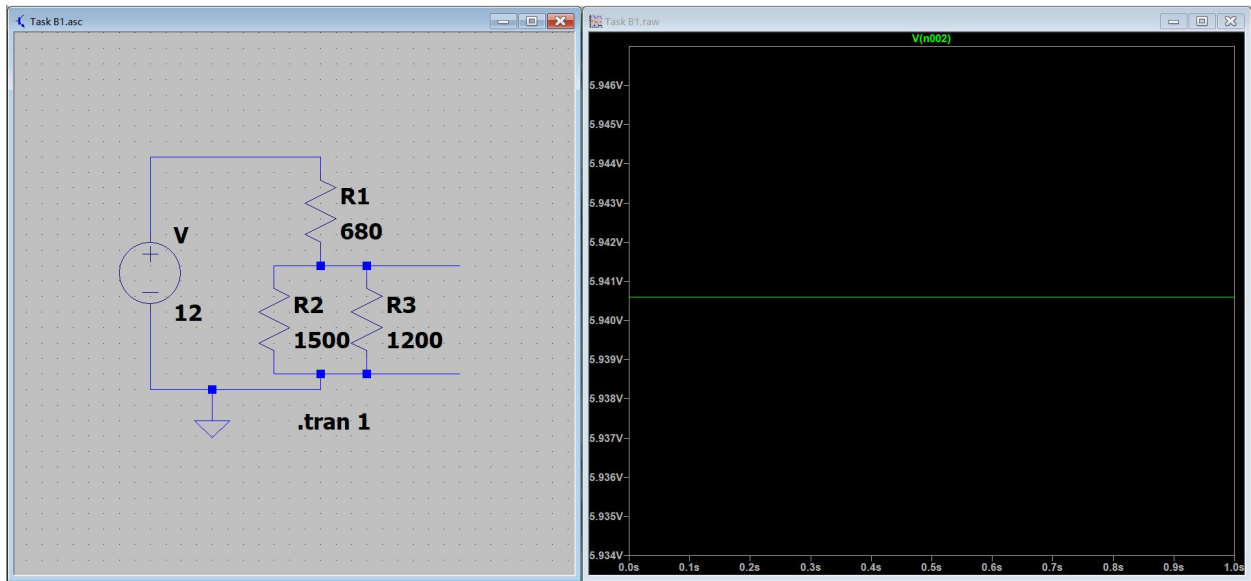 Task B1.asc
V
12
R1
680
R2
1500
R3
1200
.tran 1
Task B1.raw
V(n002)
5.946V
5.945V
5.944V
5.943V
5.942V
5.941V
5.940V
5.939V
5.938V
5.937V
5.936V
5.935V
5.934V
0.0s 0.1s 0.2s 0.3s 0.4s 0.5s 0.6s 0.7s 0.8s 0.9s 1.0s